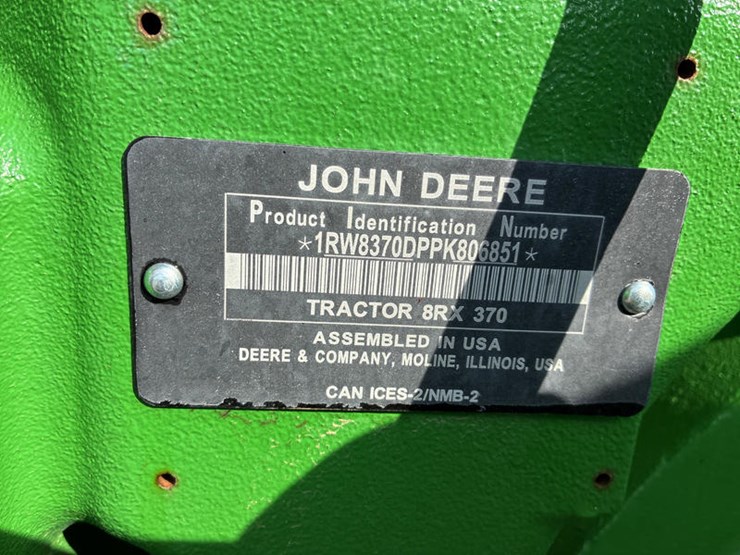 JOHN DEERE
Product Identification Number
*1RW8370DPPK806851*
TRACTOR 8RX 370
ASSEMBLED IN USA
DEERE & COMPANY, MOLINE, ILLINOIS, USA
CAN ICES-2/NMB-2